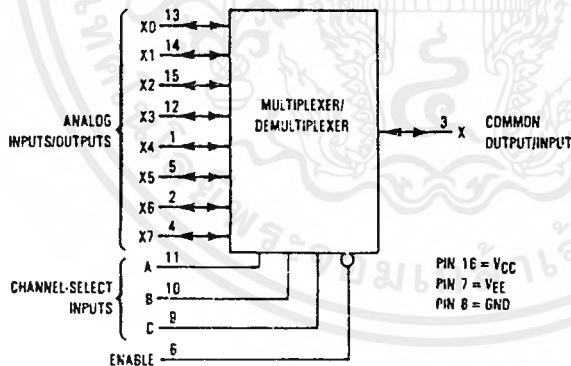 X0 13
X1 14
X2 15
X3 12
X4 1
X5 5
X6 2
X7 4
ANALOG
INPUTS/OUTPUTS
MULTIPLEXER/
DEMULTIPLEXER
3 X
COMMON
OUTPUT/INPUT
A 11
B 10
C 9
CHANNEL-SELECT
INPUTS
ENABLE 6
PIN 16 = VCC
PIN 7 = VEE
PIN 8 = GND